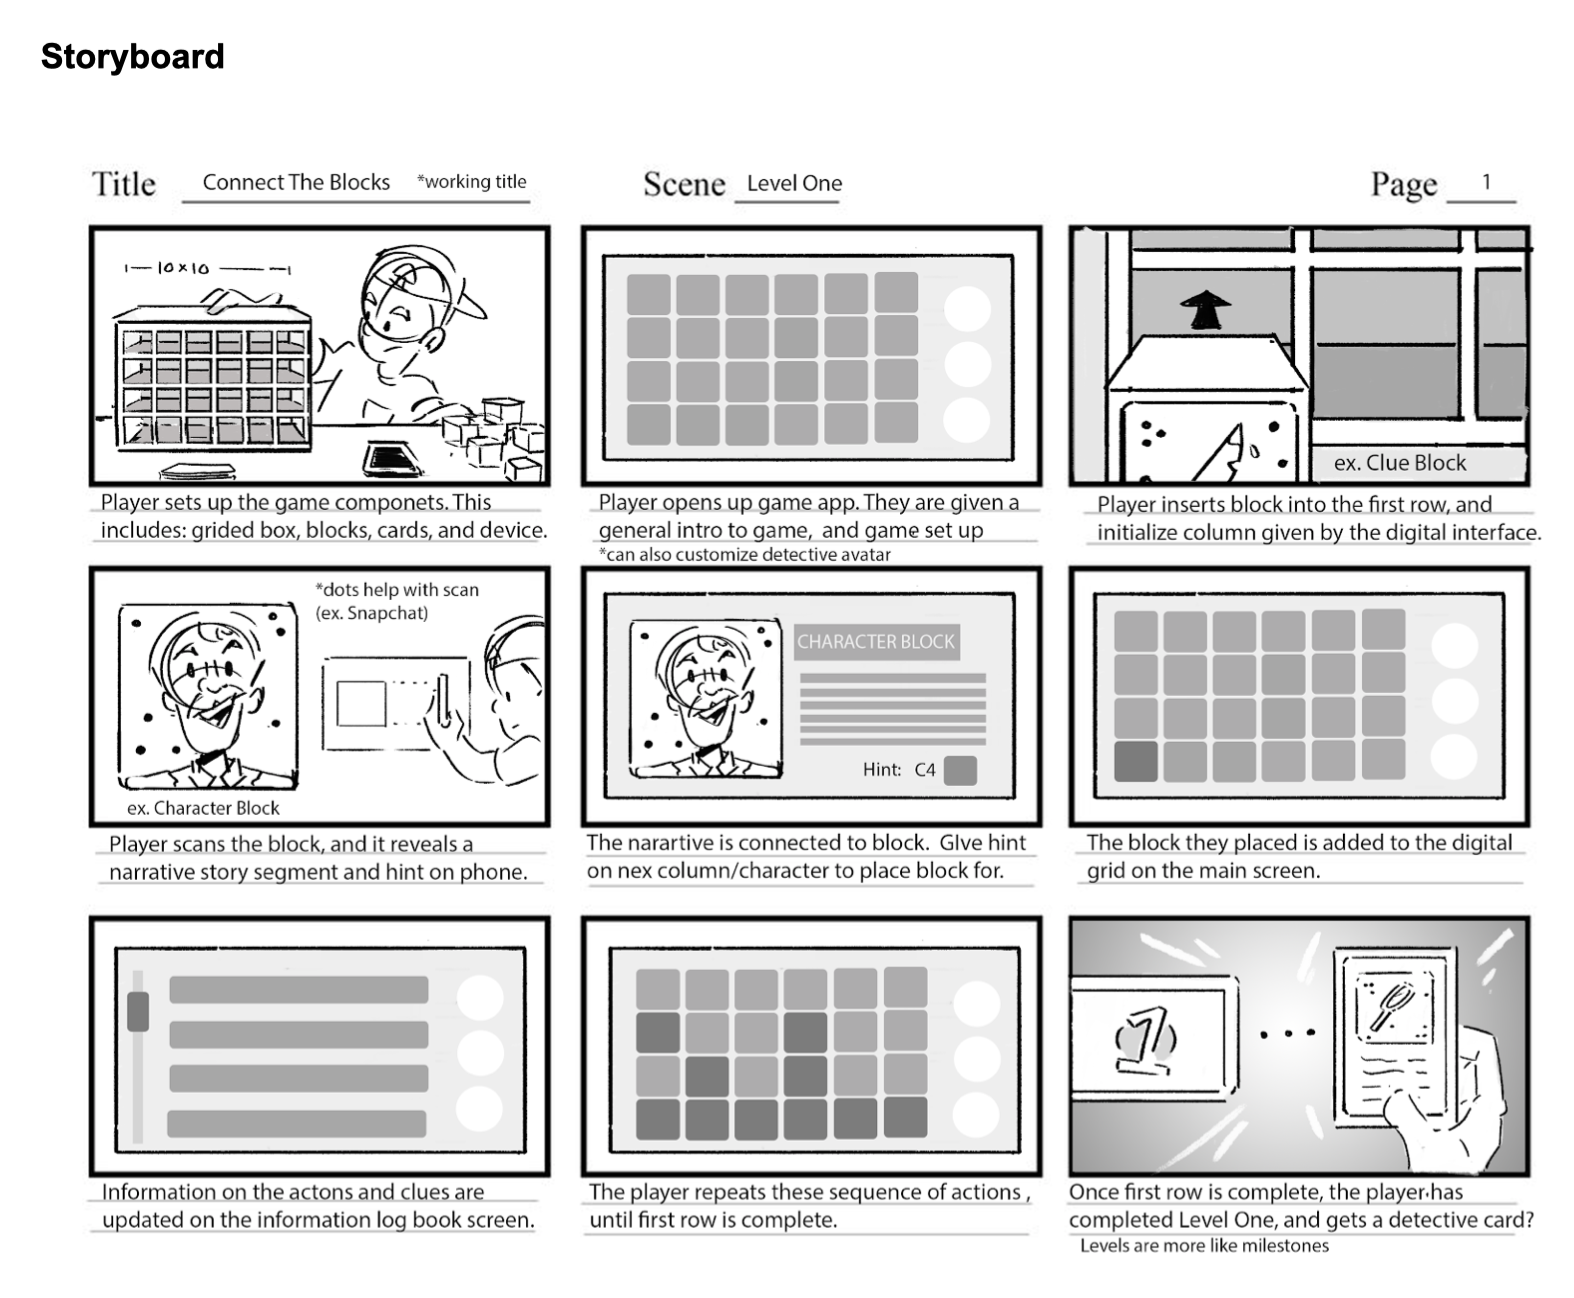 Storyboard
Title Connect The Blocks *working title Scene Level One Page 1
10x10
ex. Clue Block
Player sets up the game componets. This
includes: grided box, blocks, cards, and device.
Player opens up game app. They are given a
general intro to game, and game set up
*can also customize detective avatar
Player inserts block into the first row, and
initialize column given by the digital interface.
*dots help with scan
(ex. Snapchat)
ex. Character Block
CHARACTER BLOCK
Hint: C4
Player scans the block, and it reveals a
narrative story segment and hint on phone.
The narartive is connected to block. GIve hint
on nex column/character to place block for.
The block they placed is added to the digital
grid on the main screen.
1
Information on the actons and clues are
updated on the information log book screen.
The player repeats these sequence of actions ,
until first row is complete.
Once first row is complete, the player has
completed Level One, and gets a detective card?
Levels are more like milestones